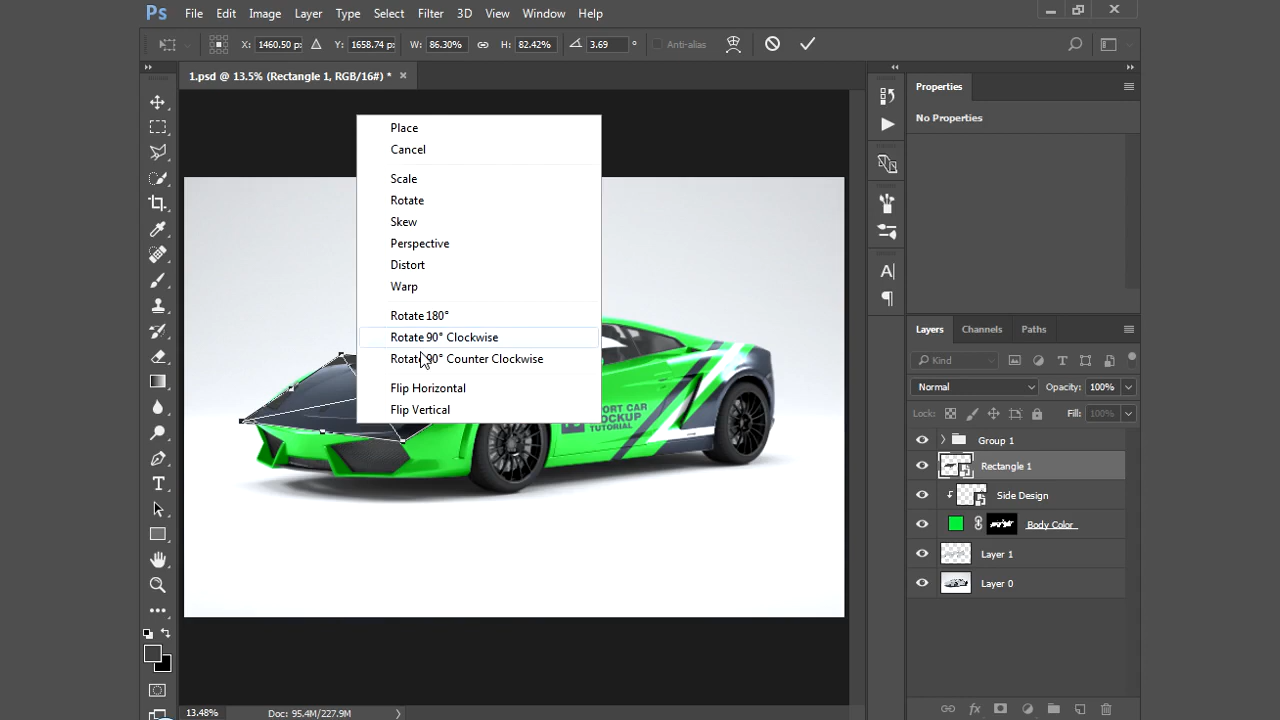 Ps File Edit Image Layer Type Select Filter 3D View Window Help
X: 1460.50 p: Y: 1658.74 p: W: 86.30% H: 82.42% 3.69 ° Anti-alias
1.psd @ 13.5% (Rectangle 1, RGB/16#) * ×
Place
Cancel
Scale
Rotate
Skew
Perspective
Distort
Warp
Rotate 180°
Rotate 90° Clockwise
Rotate 90° Counter Clockwise
Flip Horizontal
Flip Vertical
CAR
TUTORIAL
Properties
No Properties
Layers Channels Paths
Kind
Normal Opacity: 100%
Lock: Fill: 100%
Group 1
Rectangle 1
Side Design
Body Color
Layer 1
Layer 0
13.48% Doc: 95.4M/227.9M